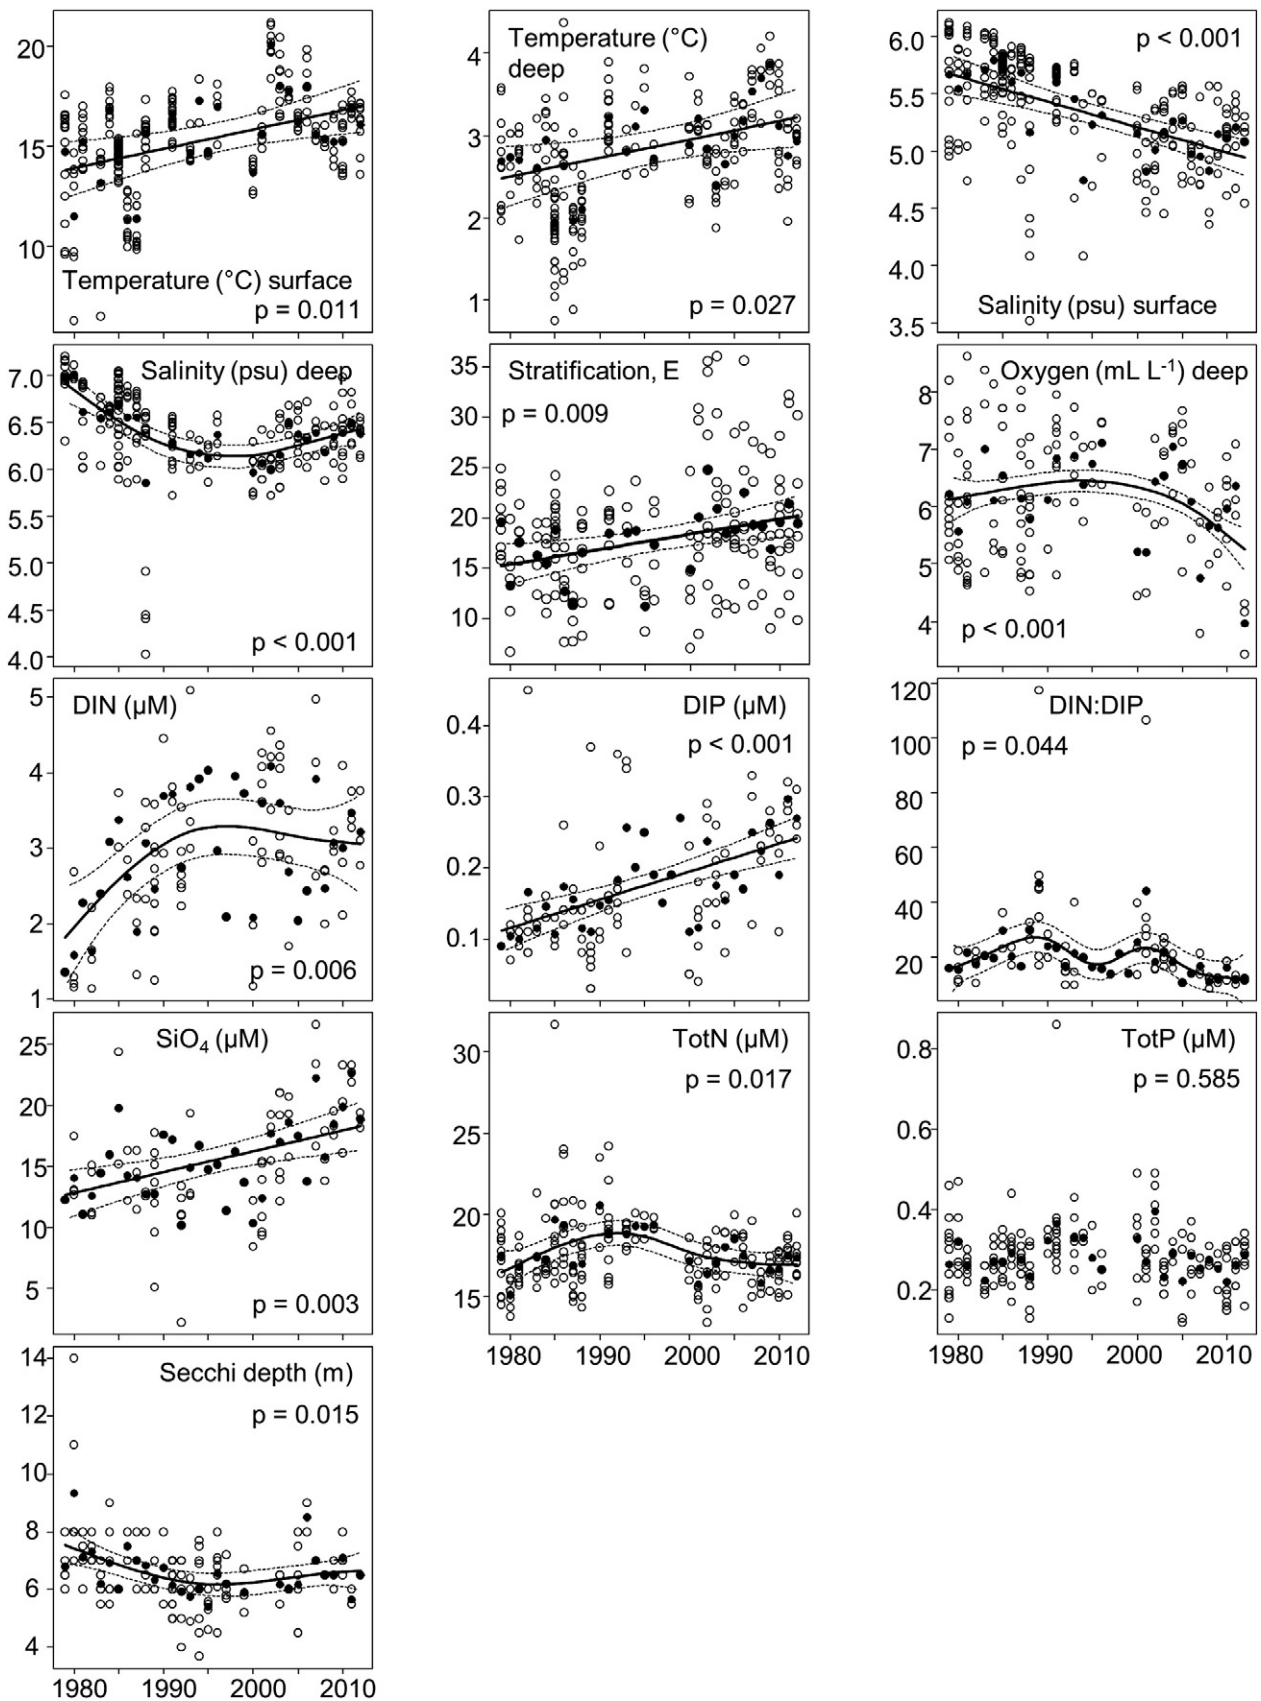 20
15
10
Temperature (°C) surface
p = 0.011
4
3
2
1
Temperature (°C)
deep
p = 0.027
6.0
5.5
5.0
4.5
4.0
3.5
p < 0.001
Salinity (psu) surface
7.0
6.5
6.0
5.5
5.0
4.5
4.0
Salinity (psu) deep
p < 0.001
35
30
25
20
15
10
Stratification, E
p = 0.009
8
7
6
5
4
Oxygen (mL L-1) deep
p < 0.001
5
4
3
2
1
DIN (µM)
p = 0.006
0.4
0.3
0.2
0.1
DIP (µM)
p < 0.001
120
100
80
60
40
20
DIN:DIP
p = 0.044
25
20
15
10
5
SiO4 (µM)
p = 0.003
30
25
20
15
TotN (µM)
p = 0.017
1980 1990 2000 2010
0.8
0.6
0.4
0.2
TotP (µM)
p = 0.585
1980 1990 2000 2010
14
12
10
8
6
4
Secchi depth (m)
p = 0.015
1980 1990 2000 2010